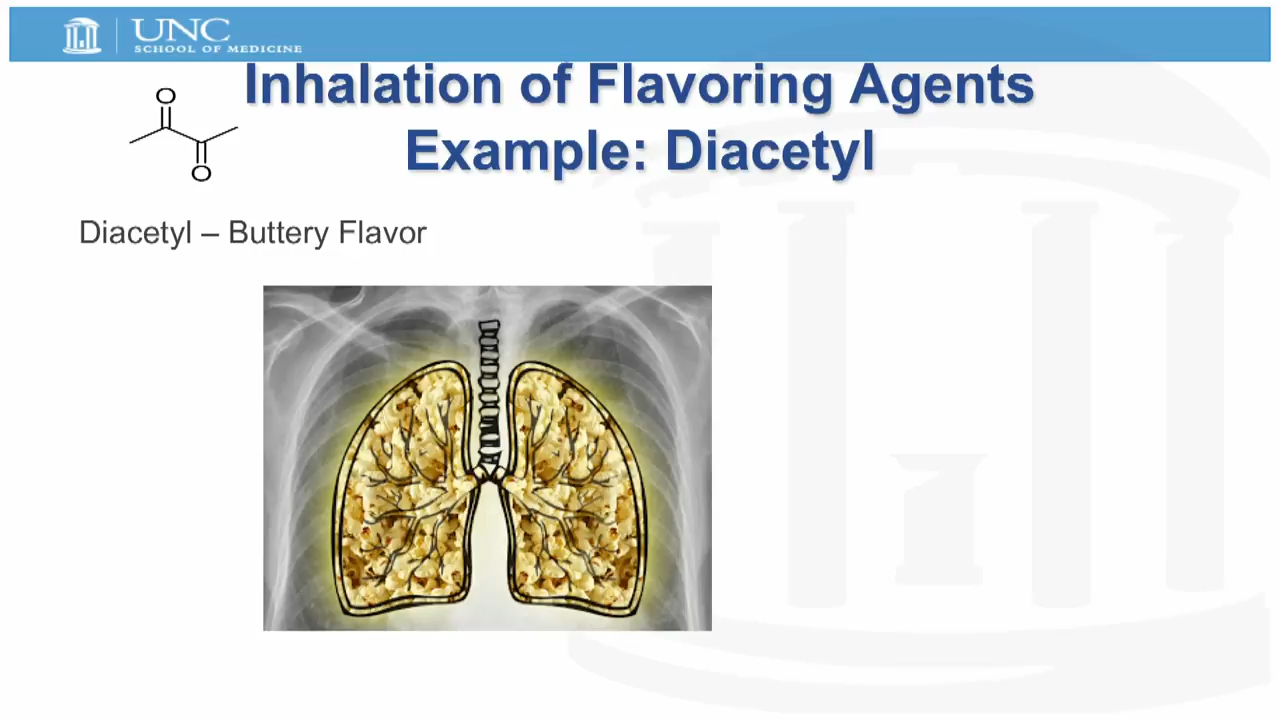 UNC
SCHOOL OF MEDICINE
Inhalation of Flavoring Agents
Example: Diacetyl
O
O
Diacetyl – Buttery Flavor